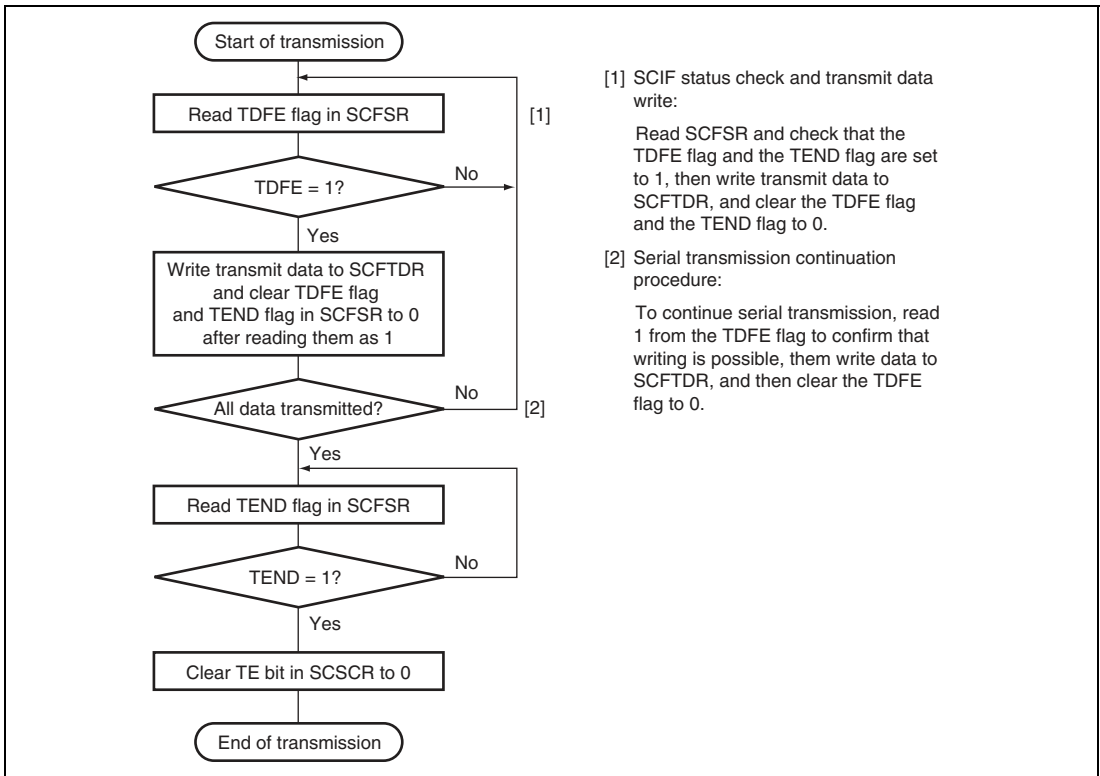 Start of transmission
Read TDFE flag in SCFSR
[1]
TDFE = 1?
No
Yes
Write transmit data to SCFTDR
and clear TDFE flag
and TEND flag in SCFSR to 0
after reading them as 1
All data transmitted?
No
[2]
Yes
Read TEND flag in SCFSR
TEND = 1?
No
Yes
Clear TE bit in SCSCR to 0
End of transmission
[1] SCIF status check and transmit data
write:
Read SCFSR and check that the
TDFE flag and the TEND flag are set
to 1, then write transmit data to
SCFTDR, and clear the TDFE flag
and the TEND flag to 0.
[2] Serial transmission continuation
procedure:
To continue serial transmission, read
1 from the TDFE flag to confirm that
writing is possible, them write data to
SCFTDR, and then clear the TDFE
flag to 0.